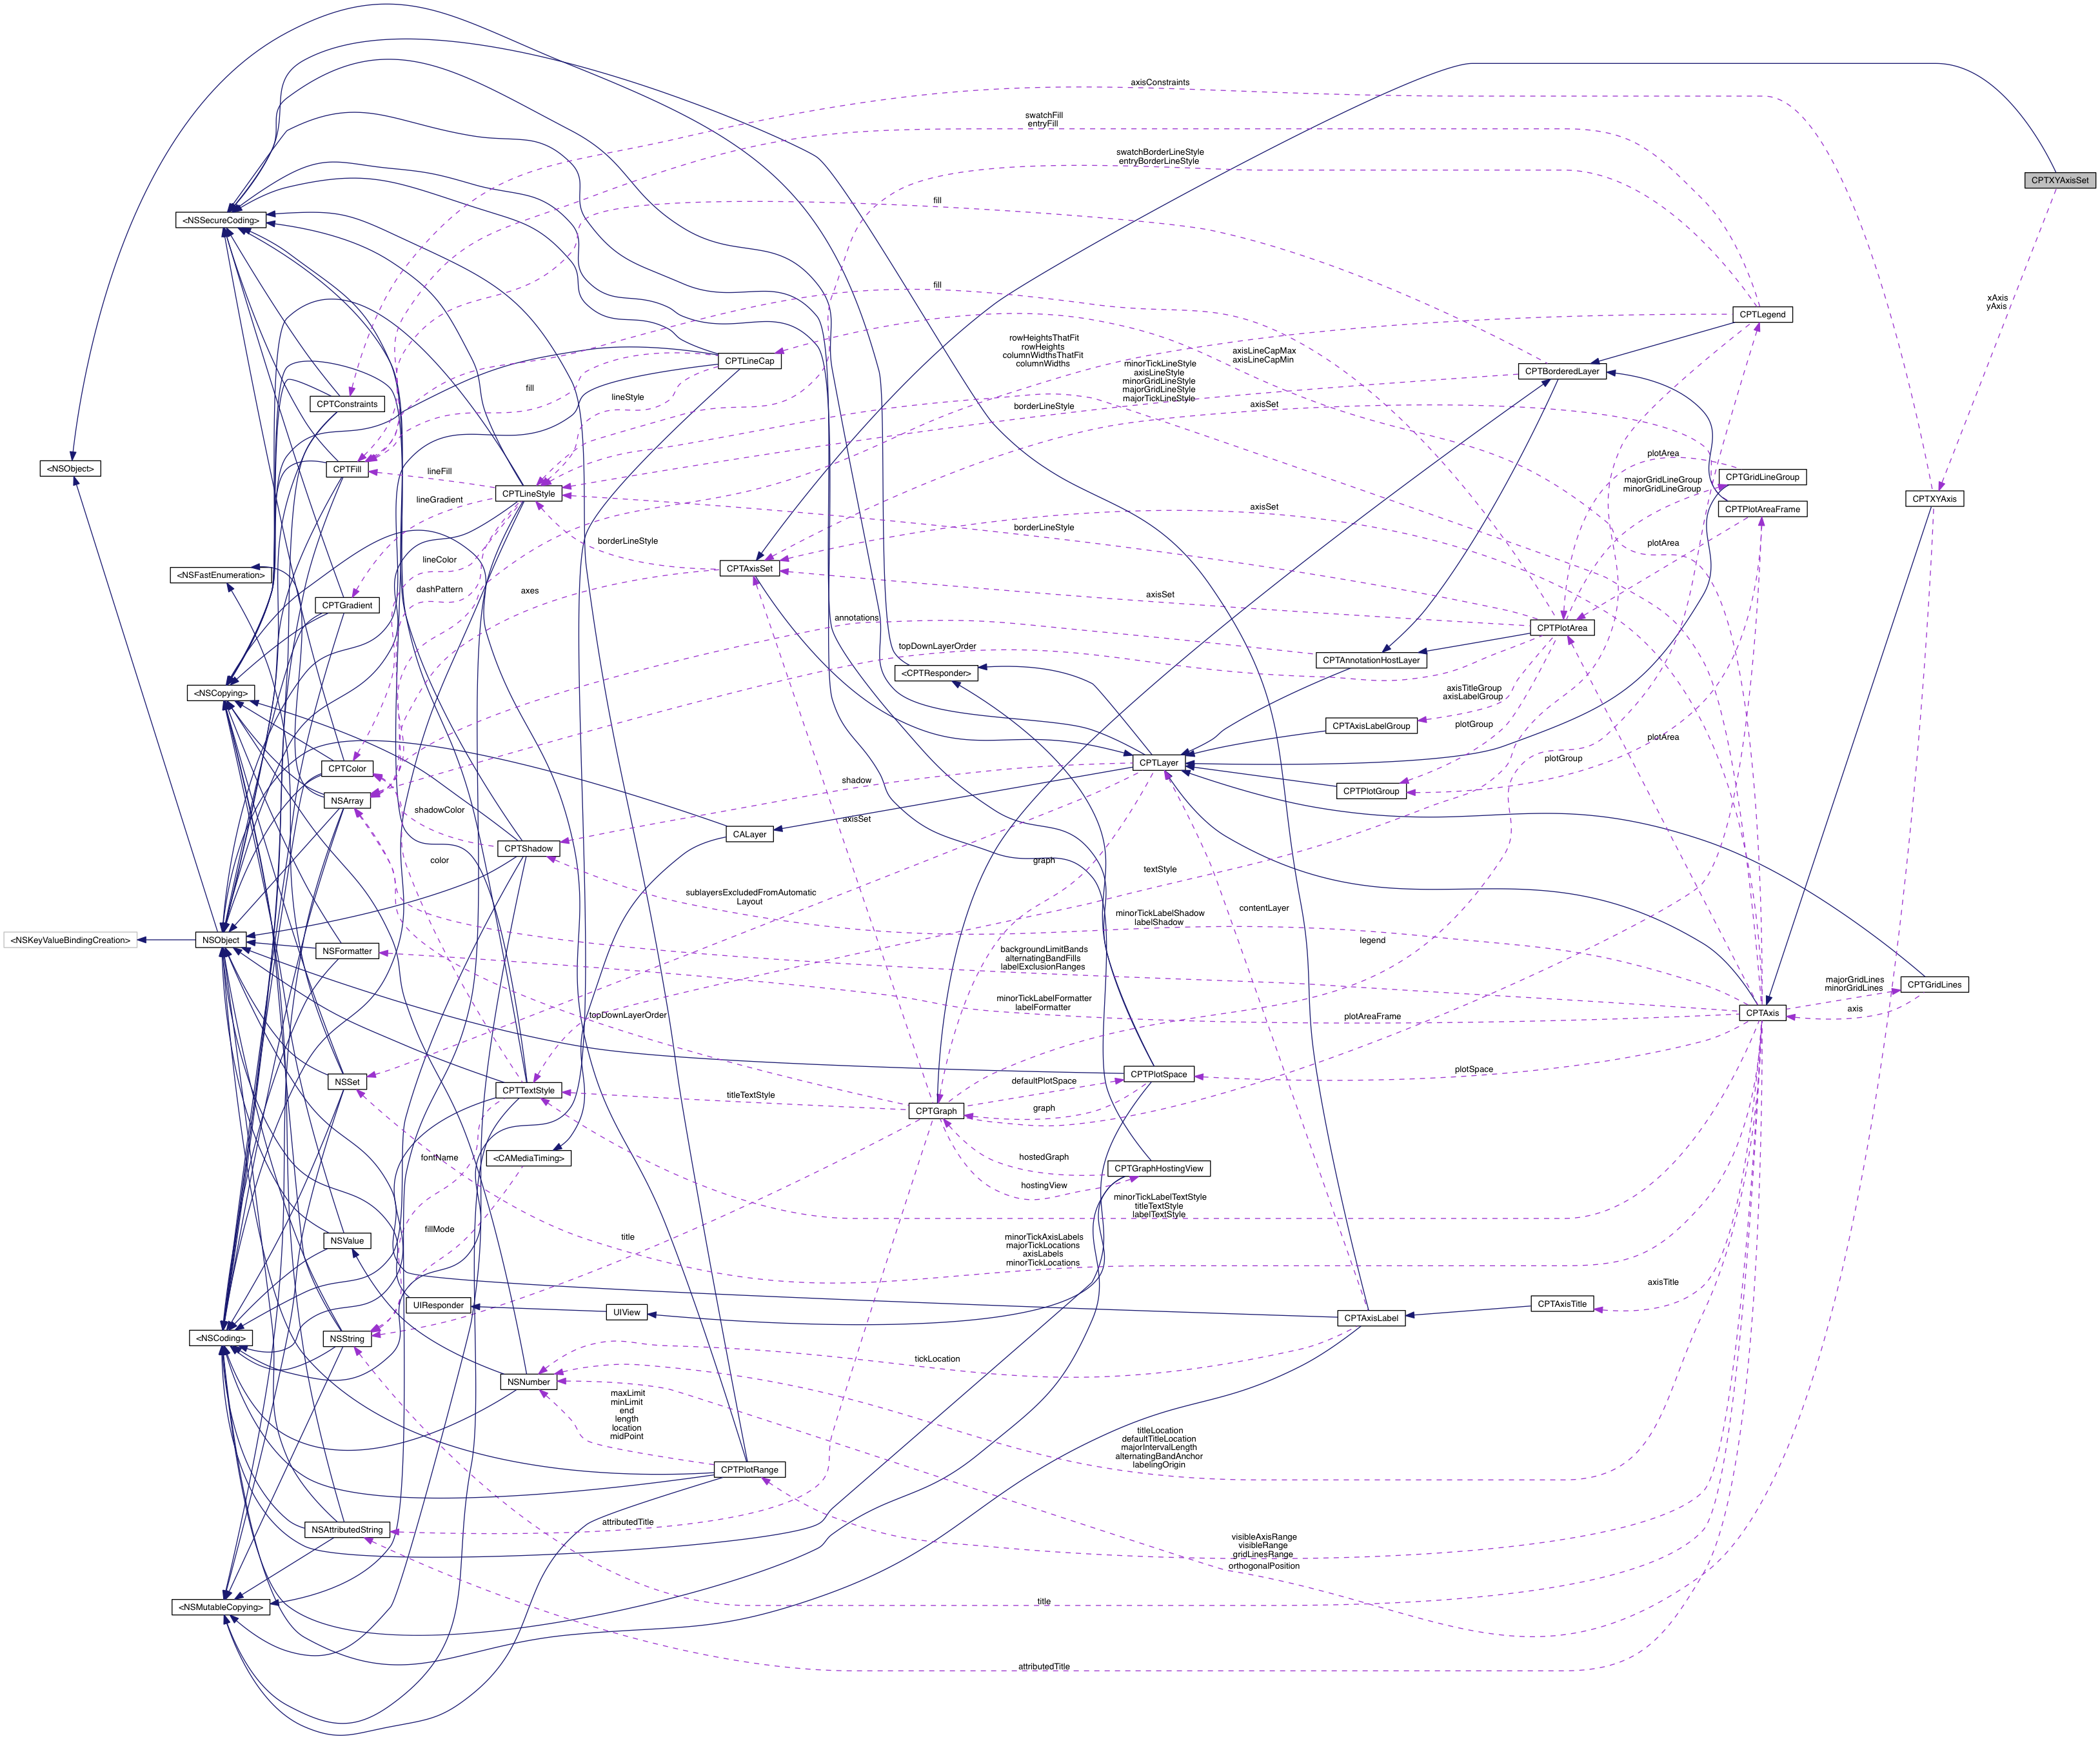 axisConstraints
swatchFill
entryFill
swatchBorderLineStyle
entryBorderLineStyle
CPTXYAxisSet
fill
<NSSecureCoding>
fill
xAxis
yAxis
CPTLegend
rowHeightsThatFit
rowHeights
columnWidthsThatFit
columnWidths
axisLineCapMax
axisLineCapMin
CPTLineCap
minorTickLineStyle
axisLineStyle
minorGridLineStyle
majorGridLineStyle
majorTickLineStyle
CPTBorderedLayer
fill
lineStyle
CPTConstraints
borderLineStyle
axisSet
plotArea
<NSObject>
CPTFill
lineFill
CPTGridLineGroup
majorGridLineGroup
minorGridLineGroup
CPTLineStyle
lineGradient
CPTXYAxis
axisSet
CPTPlotAreaFrame
borderLineStyle
borderLineStyle
plotArea
lineColor
CPTAxisSet
<NSFastEnumeration>
dashPattern
axes
axisSet
CPTGradient
annotations
CPTPlotArea
topDownLayerOrder
CPTAnnotationHostLayer
<CPTResponder>
<NSCopying>
axisTitleGroup
axisLabelGroup
plotGroup
CPTAxisLabelGroup
plotArea
CPTLayer
plotGroup
CPTColor
shadow
CPTPlotGroup
NSArray
shadowColor
axisSet
CALayer
CPTShadow
color
graph
textStyle
sublayersExcludedFromAutomatic
Layout
contentLayer
minorTickLabelShadow
labelShadow
<NSKeyValueBindingCreation>
NSObject
legend
NSFormatter
backgroundLimitBands
alternatingBandFills
labelExclusionRanges
majorGridLines
minorGridLines
CPTGridLines
minorTickLabelFormatter
labelFormatter
topDownLayerOrder
plotAreaFrame
axis
CPTAxis
plotSpace
CPTPlotSpace
NSSet
CPTTextStyle
titleTextStyle
defaultPlotSpace
CPTGraph
graph
fontName
<CAMediaTiming>
hostedGraph
CPTGraphHostingView
hostingView
minorTickLabelTextStyle
titleTextStyle
labelTextStyle
fillMode
title
NSValue
minorTickAxisLabels
majorTickLocations
axisLabels
minorTickLocations
axisTitle
UIResponder
UIView
CPTAxisTitle
CPTAxisLabel
<NSCoding>
NSString
tickLocation
NSNumber
maxLimit
minLimit
end
length
location
midPoint
titleLocation
defaultTitleLocation
majorIntervalLength
alternatingBandAnchor
labelingOrigin
CPTPlotRange
attributedTitle
NSAttributedString
visibleAxisRange
visibleRange
gridLinesRange
orthogonalPosition
<NSMutableCopying>
title
attributedTitle